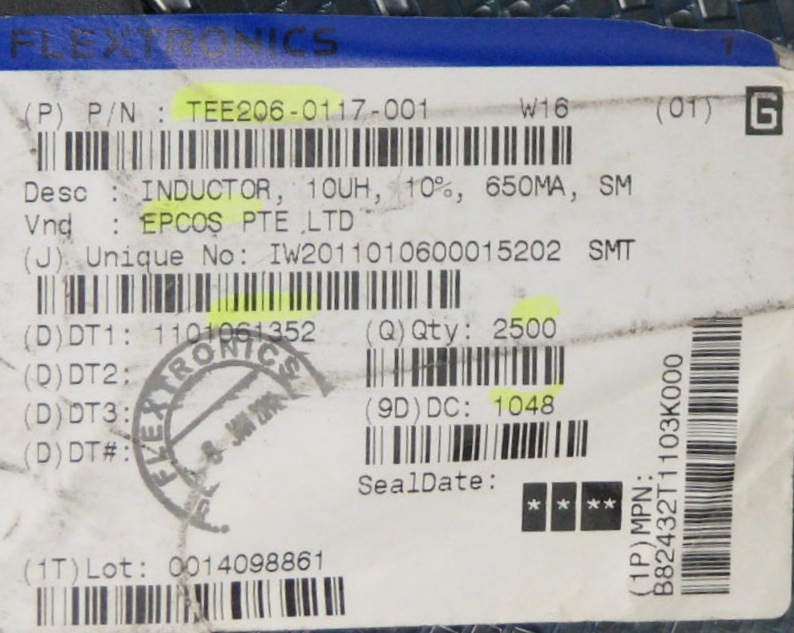 FLEXTRONICS 1
(P) P/N : TEE206-0117-001 W16 (01) G
Desc : INDUCTOR, 10UH, 10%, 650MA, SM
Vnd : EPCOS PTE LTD
(J) Unique No: IW2011010600015202 SMT
(D)DT1: 1101061352 (Q)Qty: 2500
(D)DT2:
(D)DT3: (9D)DC: 1048
(D)DT#:
SealDate:
* * **
(1T)Lot: 0014098861
(1P)MPN:
B82432T1103K000
FLEXTRONICS
JAN